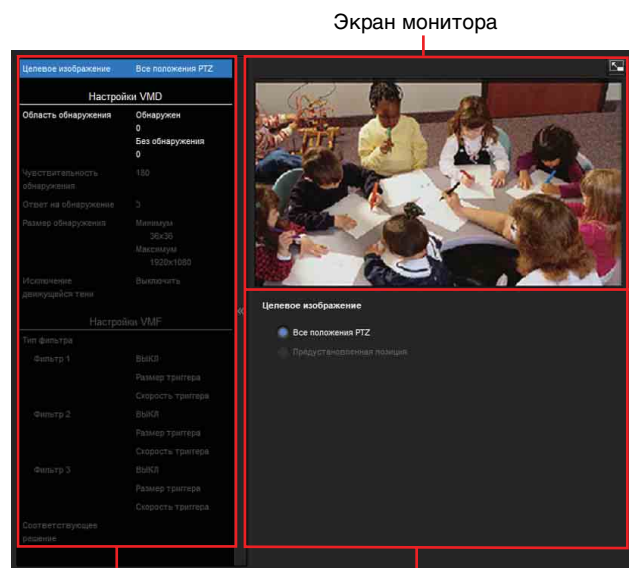 Экран монитора
Целевое изображение Все положения PTZ
Настройки VMD
Область обнаружения Обнаружен
0
Без обнаружения
0
Чувствительность обнаружения 180
Ответ на обнаружение 3
Размер обнаружения Минимум
36x36
Максимум
1920x1080
Исключение движущейся тени Выключить
Настройки VMF
Тип фильтра
Фильтр 1 ВЫКЛ
Размер триггера
Скорость триггера
Фильтр 2 ВЫКЛ
Размер триггера
Скорость триггера
Фильтр 3 ВЫКЛ
Размер триггера
Скорость триггера
Соответствующее решение
«
Целевое изображение
Все положения PTZ
Предустановленная позиция